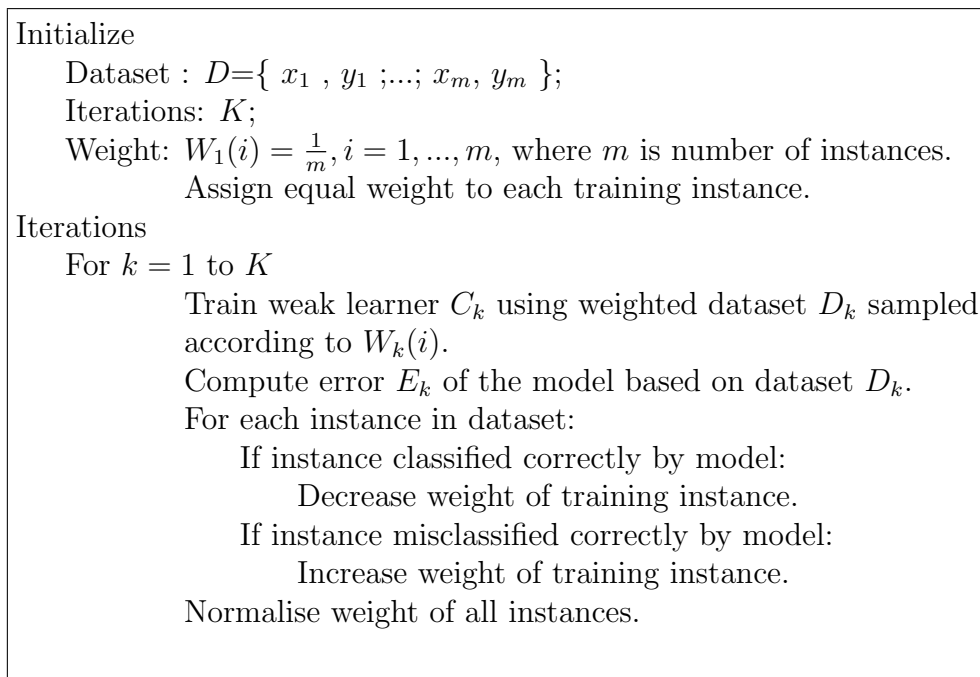 Initialize
Dataset : D={ x₁ , y₁ ;...; xₘ, yₘ };
Iterations: K;
Weight: W₁(i) = 1/m, i = 1, ..., m, where m is number of instances.
Assign equal weight to each training instance.
Iterations
For k = 1 to K
Train weak learner Cₖ using weighted dataset Dₖ sampled
according to Wₖ(i).
Compute error Eₖ of the model based on dataset Dₖ.
For each instance in dataset:
If instance classified correctly by model:
Decrease weight of training instance.
If instance misclassified correctly by model:
Increase weight of training instance.
Normalise weight of all instances.